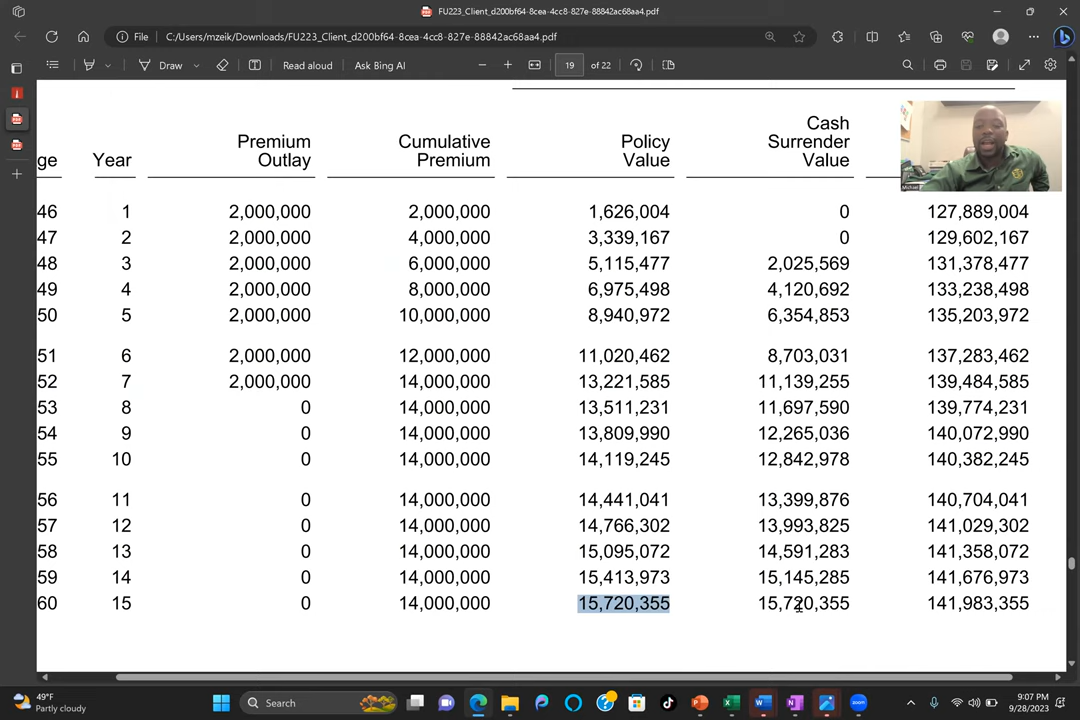 FU223_Client_d200bf64-8cea-4cc8-827e-88842ac68aa4.pdf
File C:/Users/mzeik/Downloads/FU223_Client_d200bf64-8cea-4cc8-827e-88842ac68aa4.pdf
Draw Read aloud Ask Bing AI 19 of 22
ge Year Premium Outlay Cumulative Premium Policy Value Cash Surrender Value
46 1 2,000,000 2,000,000 1,626,004 0 127,889,004
47 2 2,000,000 4,000,000 3,339,167 0 129,602,167
48 3 2,000,000 6,000,000 5,115,477 2,025,569 131,378,477
49 4 2,000,000 8,000,000 6,975,498 4,120,692 133,238,498
50 5 2,000,000 10,000,000 8,940,972 6,354,853 135,203,972
51 6 2,000,000 12,000,000 11,020,462 8,703,031 137,283,462
52 7 2,000,000 14,000,000 13,221,585 11,139,255 139,484,585
53 8 0 14,000,000 13,511,231 11,697,590 139,774,231
54 9 0 14,000,000 13,809,990 12,265,036 140,072,990
55 10 0 14,000,000 14,119,245 12,842,978 140,382,245
56 11 0 14,000,000 14,441,041 13,399,876 140,704,041
57 12 0 14,000,000 14,766,302 13,993,825 141,029,302
58 13 0 14,000,000 15,095,072 14,591,283 141,358,072
59 14 0 14,000,000 15,413,973 15,145,285 141,676,973
60 15 0 14,000,000 15,720,355 15,720,355 141,983,355
49°F
Partly cloudy
Search
9:07 PM
9/28/2023